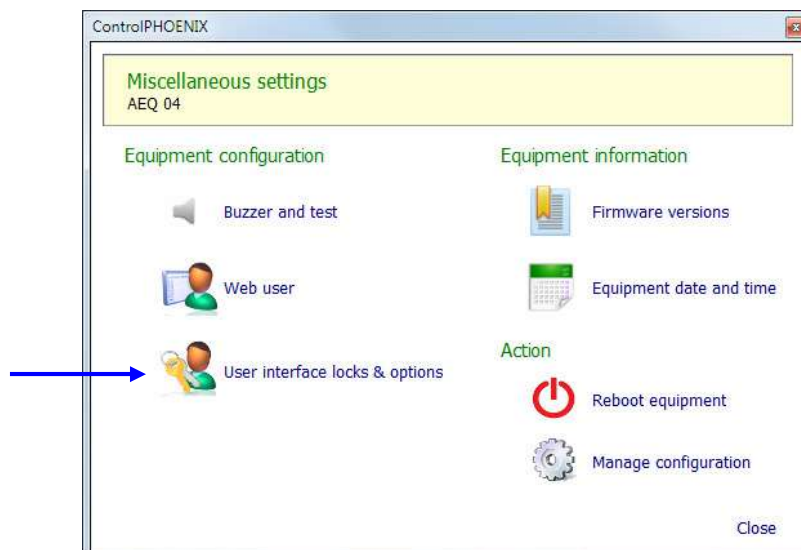 ControlPHOENIX
Miscellaneous settings
AEQ 04
Equipment configuration
Buzzer and test
Web user
User interface locks & options
Equipment information
Firmware versions
Equipment date and time
Action
Reboot equipment
Manage configuration
Close